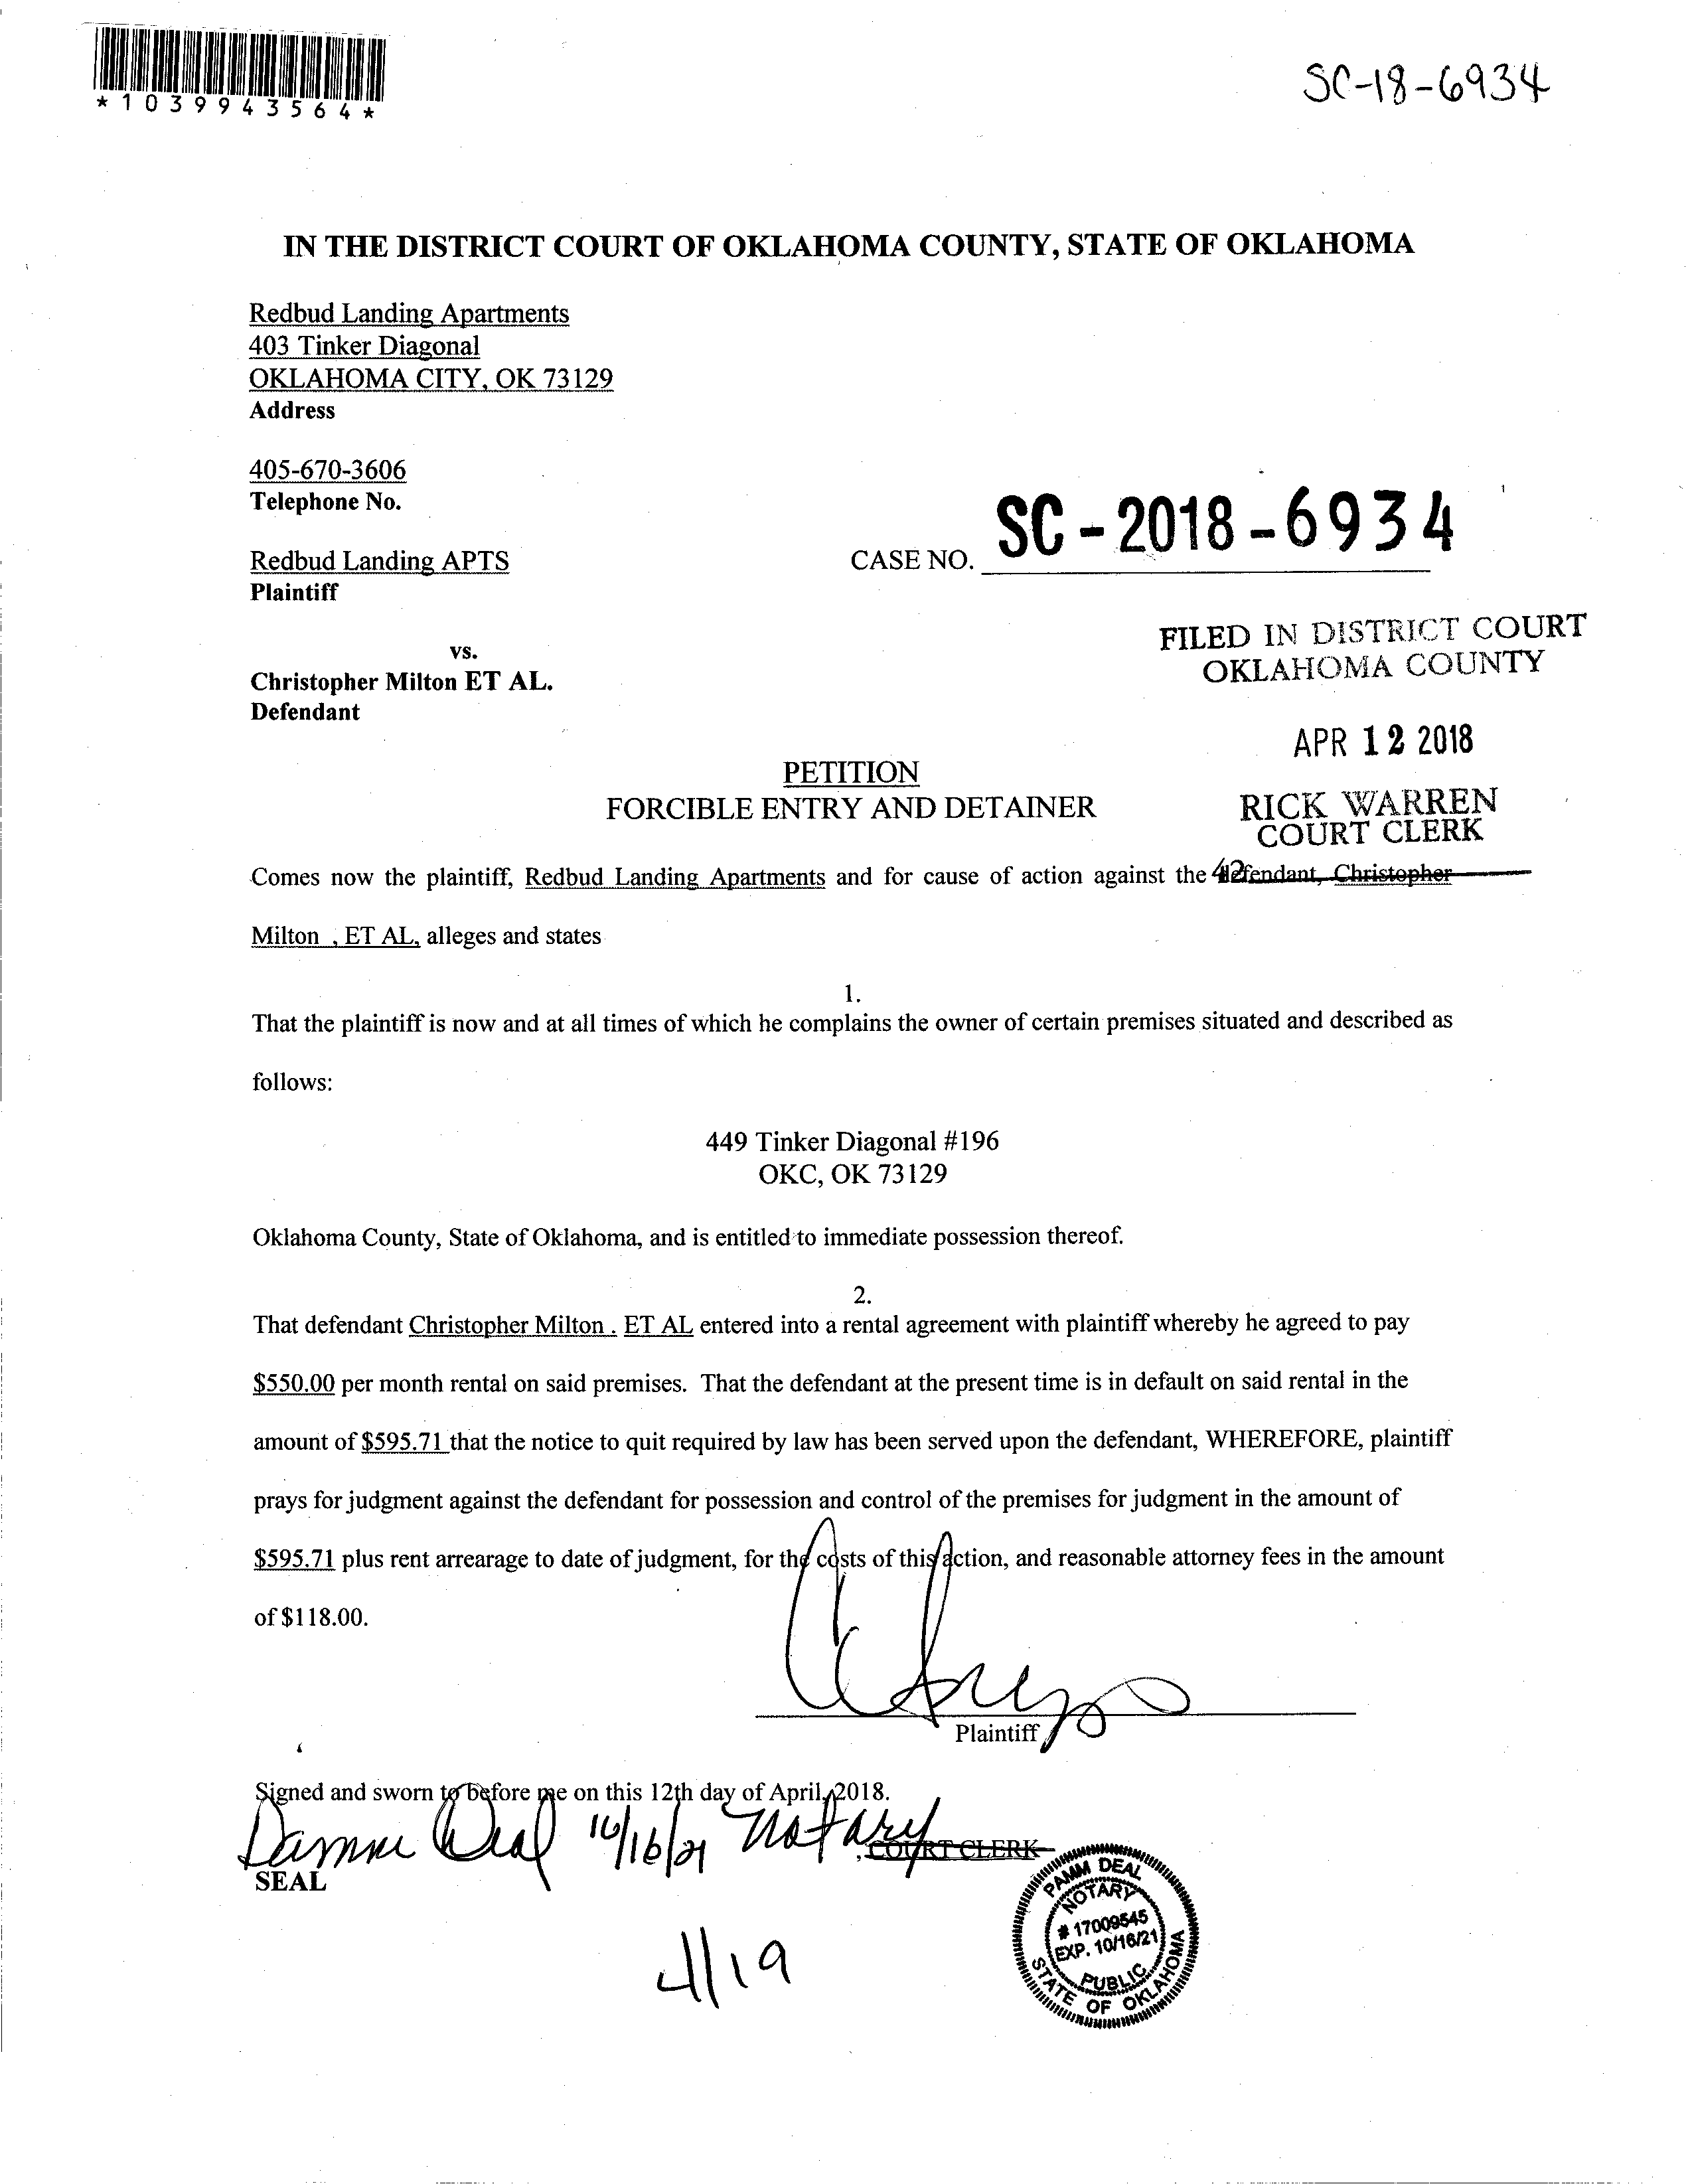 *1039943564*
SC-18-6934
IN THE DISTRICT COURT OF OKLAHOMA COUNTY, STATE OF OKLAHOMA
Redbud Landing Apartments
403 Tinker Diagonal
OKLAHOMA CITY, OK 73129
Address
405-670-3606
Telephone No.
Redbud Landing APTS
CASE NO. SC-2018-6934
Plaintiff
vs.
Christopher Milton ET AL.
Defendant
FILED IN DISTRICT COURT
OKLAHOMA COUNTY
APR 12 2018
RICK WARREN
COURT CLERK
42
PETITION
FORCIBLE ENTRY AND DETAINER
Comes now the plaintiff, Redbud Landing Apartments and for cause of action against the defendant, Christopher
Milton , ET AL, alleges and states
1.
That the plaintiff is now and at all times of which he complains the owner of certain premises situated and described as
follows:
449 Tinker Diagonal #196
OKC, OK 73129
Oklahoma County, State of Oklahoma, and is entitled to immediate possession thereof.
2.
That defendant Christopher Milton . ET AL entered into a rental agreement with plaintiff whereby he agreed to pay
$550.00 per month rental on said premises. That the defendant at the present time is in default on said rental in the
amount of $595.71 that the notice to quit required by law has been served upon the defendant, WHEREFORE, plaintiff
prays for judgment against the defendant for possession and control of the premises for judgment in the amount of
$595.71 plus rent arrearage to date of judgment, for the costs of this action, and reasonable attorney fees in the amount
of $118.00.
Plaintiff
Signed and sworn to before me on this 12th day of April, 2018.
Deal 10/16/21 Notary
, COURT CLERK
SEAL
PAMM DEAL
NOTARY
# 17009545
EXP. 10/16/21
PUBLIC
STATE OF OKLAHOMA
4/19